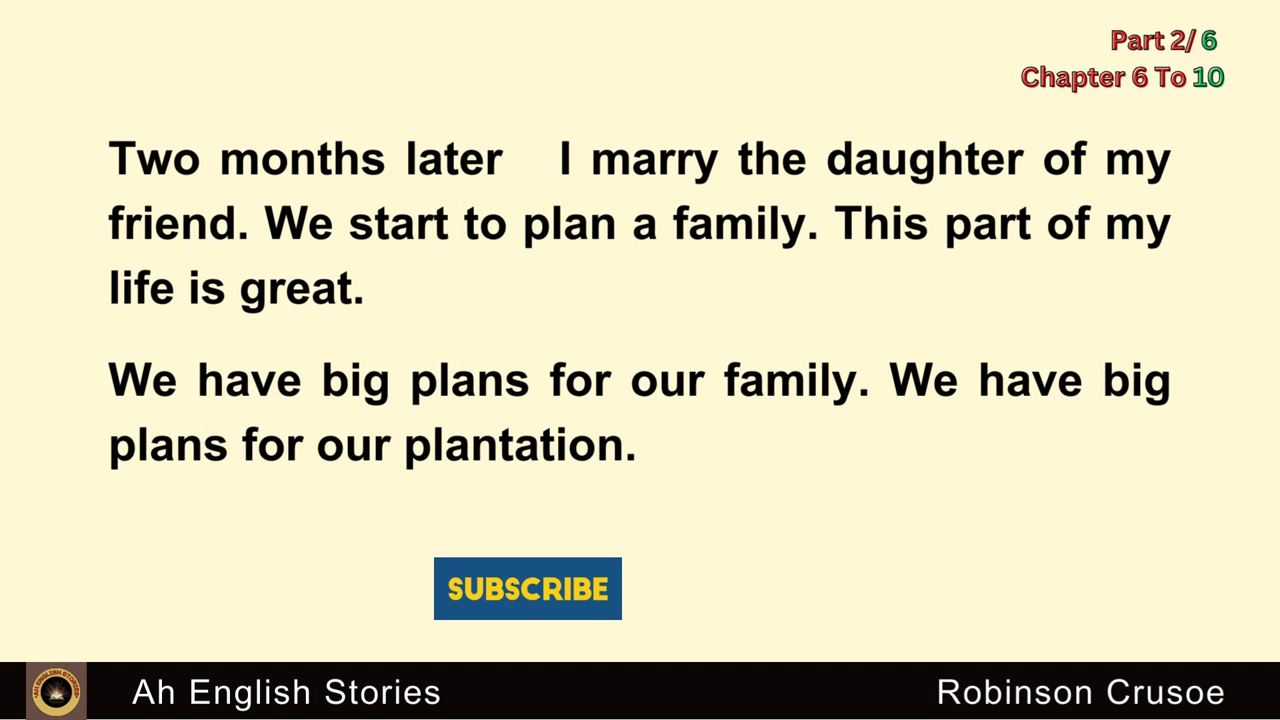 Part 2/ 6
Chapter 6 To 10
Two months later I marry the daughter of my
friend. We start to plan a family. This part of my
life is great.
We have big plans for our family. We have big
plans for our plantation.
SUBSCRIBE
Ah English Stories
Robinson Crusoe